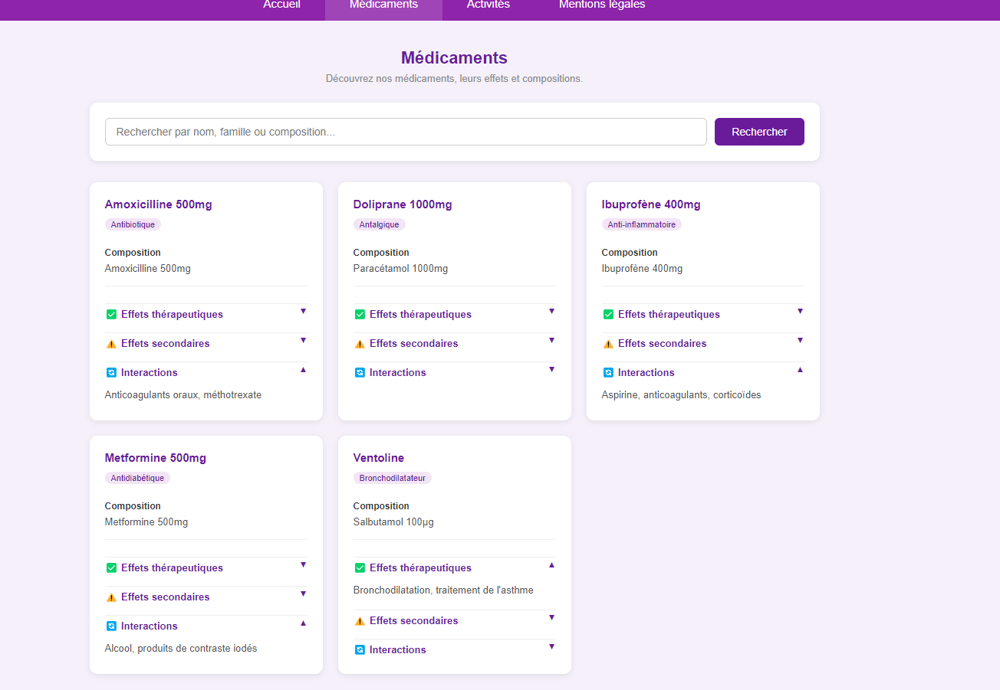 Accueil Médicaments Activités Mentions légales
Médicaments
Découvrez nos médicaments, leurs effets et compositions.
Rechercher par nom, famille ou composition... Rechercher
Amoxicilline 500mg
Antibiotique
Composition
Amoxicilline 500mg
Effets thérapeutiques
Effets secondaires
Interactions
Anticoagulants oraux, méthotrexate
Doliprane 1000mg
Antalgique
Composition
Paracétamol 1000mg
Effets thérapeutiques
Effets secondaires
Interactions
Ibuprofène 400mg
Anti-inflammatoire
Composition
Ibuprofène 400mg
Effets thérapeutiques
Effets secondaires
Interactions
Aspirine, anticoagulants, corticoïdes
Metformine 500mg
Antidiabétique
Composition
Metformine 500mg
Effets thérapeutiques
Effets secondaires
Interactions
Alcool, produits de contraste iodés
Ventoline
Bronchodilatateur
Composition
Salbutamol 100µg
Effets thérapeutiques
Bronchodilatation, traitement de l'asthme
Effets secondaires
Interactions